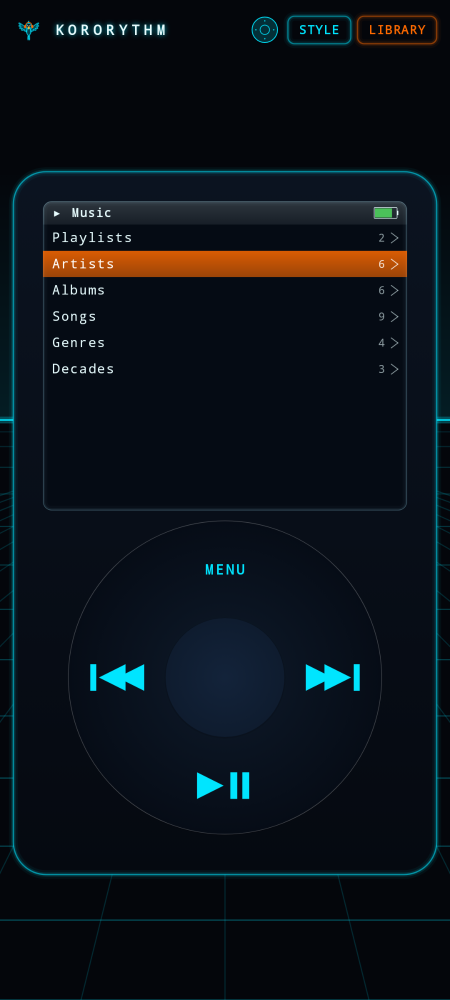 KORORYTHM
STYLE
LIBRARY
Music
Playlists 2
Artists 6
Albums 6
Songs 9
Genres 4
Decades 3
MENU